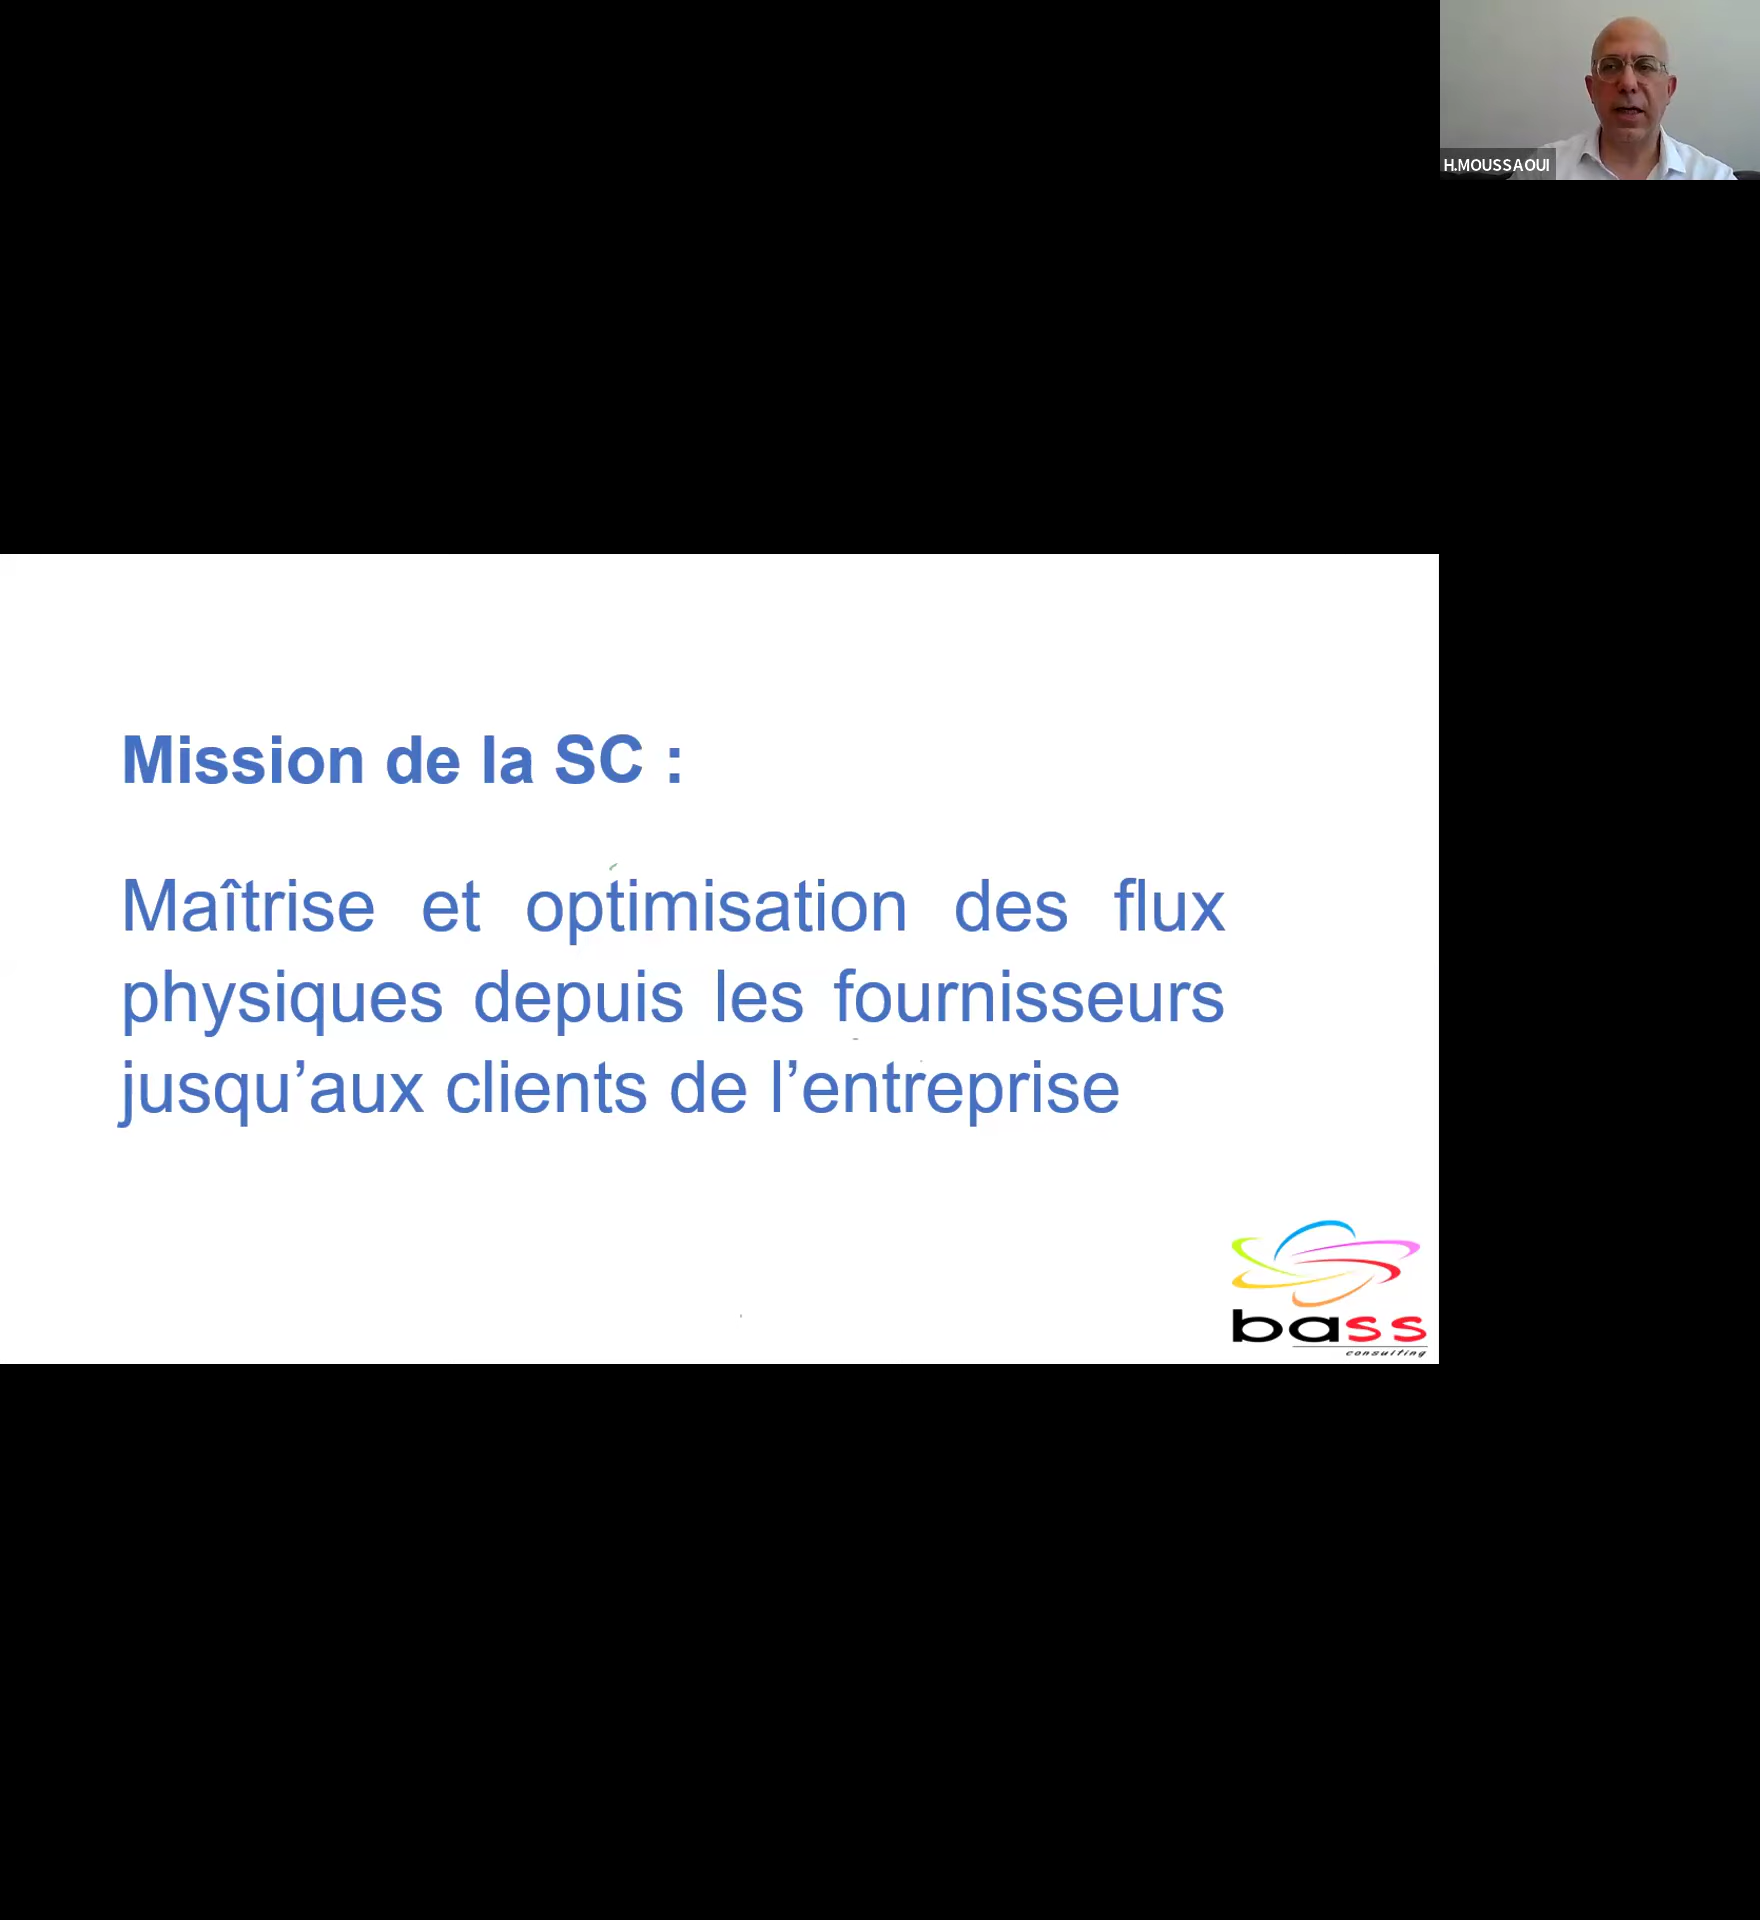 H.MOUSSAOUI
Mission de la SC :
Maîtrise et optimisation des flux
physiques depuis les fournisseurs
jusqu’aux clients de l’entreprise
bass
consulting